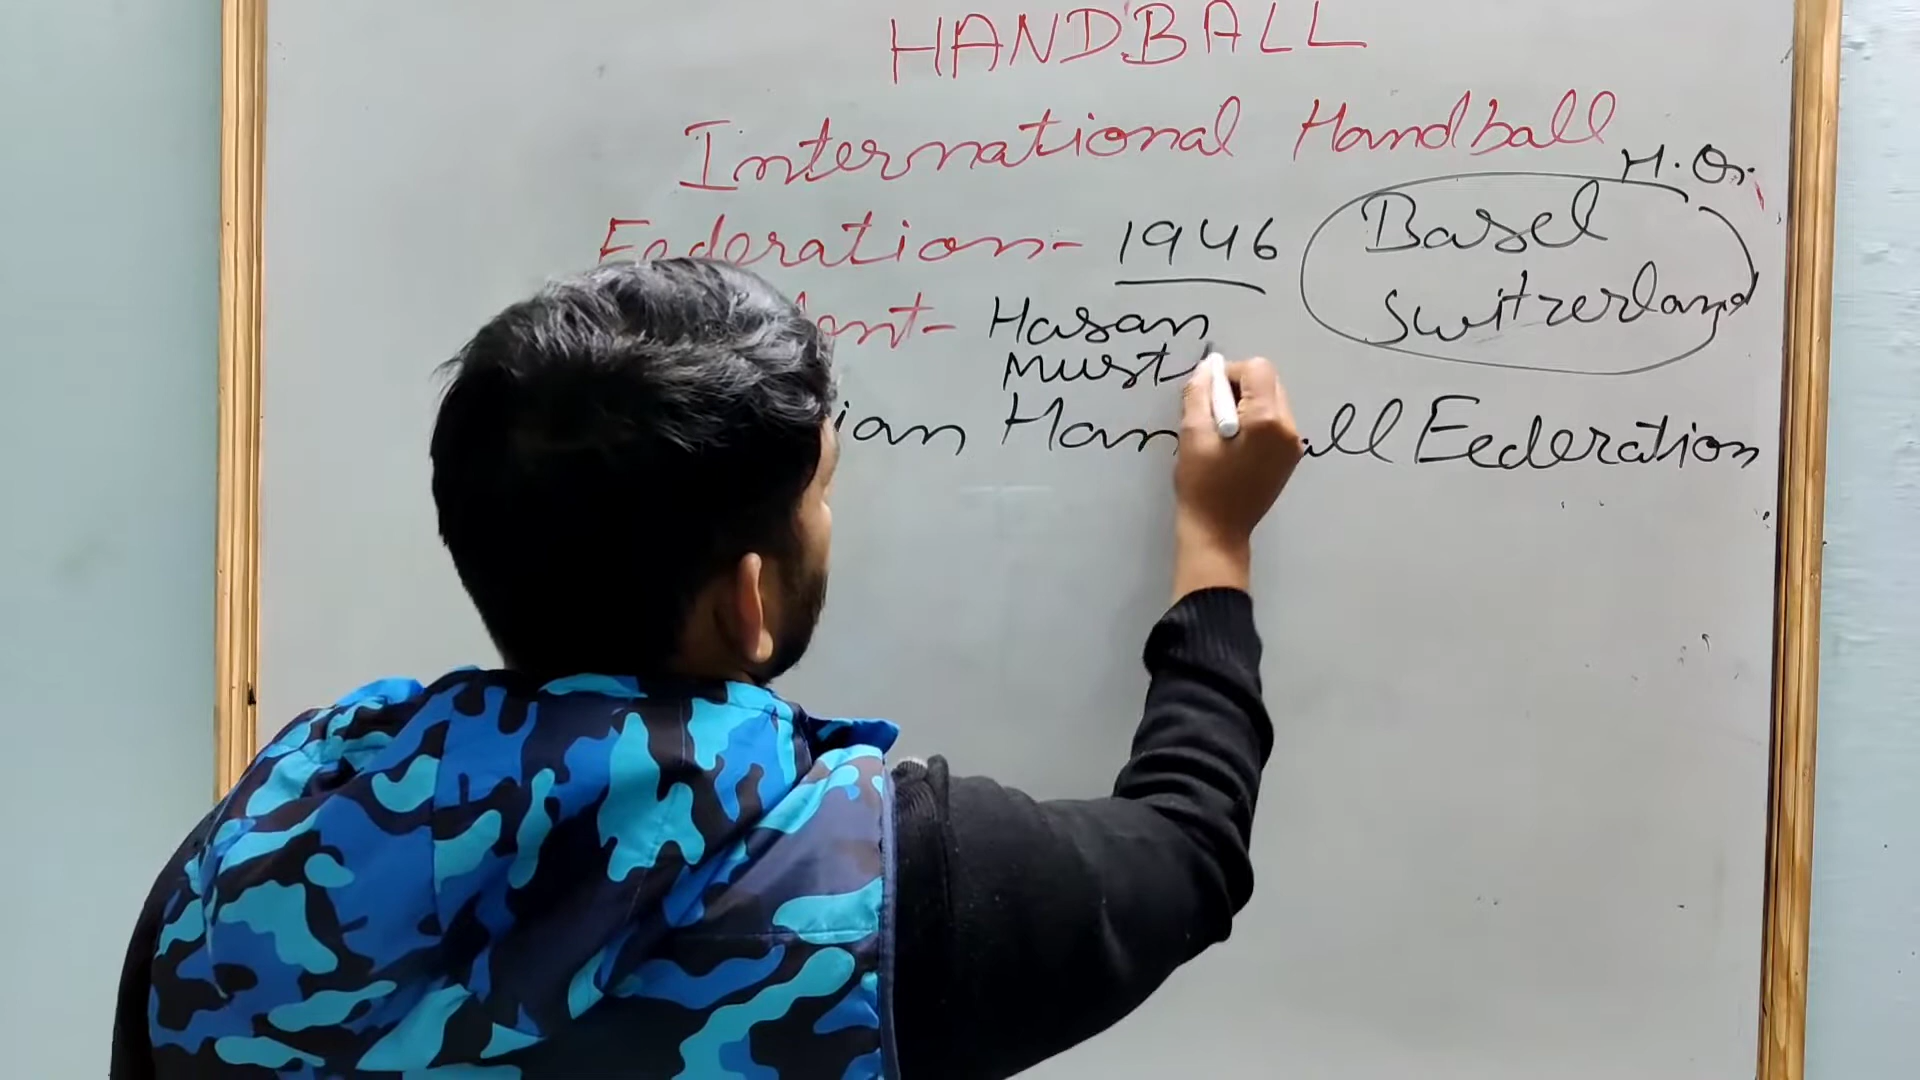 HANDBALL
International Handball
H.Q.
Federation- 1946
Basel
Switzerland
Hasan
Must
Handball Federation